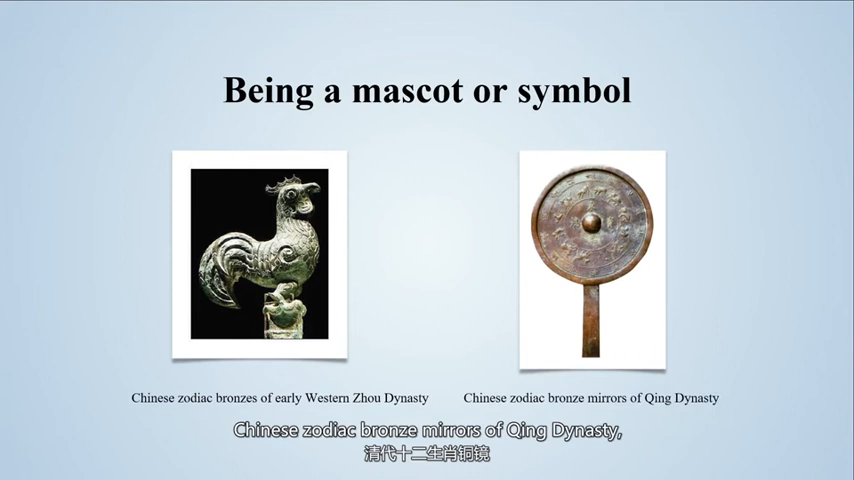 Being a mascot or symbol
Chinese zodiac bronzes of early Western Zhou Dynasty
Chinese zodiac bronze mirrors of Qing Dynasty
Chinese zodiac bronze mirrors of Qing Dynasty,
清代十二生肖铜镜